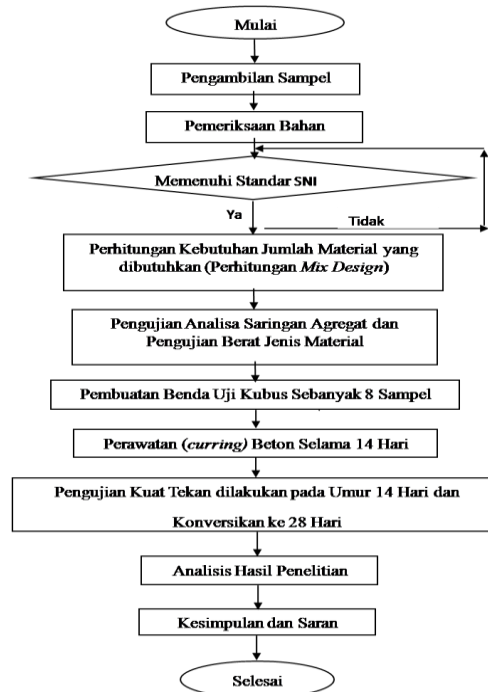 Mulai
Pengambilan Sampel
Pemeriksaan Bahan
Memenuhi Standar SNI
Ya
Tidak
Perhitungan Kebutuhan Jumlah Material yang
dibutuhkan (Perhitungan Mix Design)
Pengujian Analisa Saringan Agregat dan
Pengujian Berat Jenis Material
Pembuatan Benda Uji Kubus Sebanyak 8 Sampel
Perawatan (curring) Beton Selama 14 Hari
Pengujian Kuat Tekan dilakukan pada Umur 14 Hari dan
Konversikan ke 28 Hari
Analisis Hasil Penelitian
Kesimpulan dan Saran
Selesai